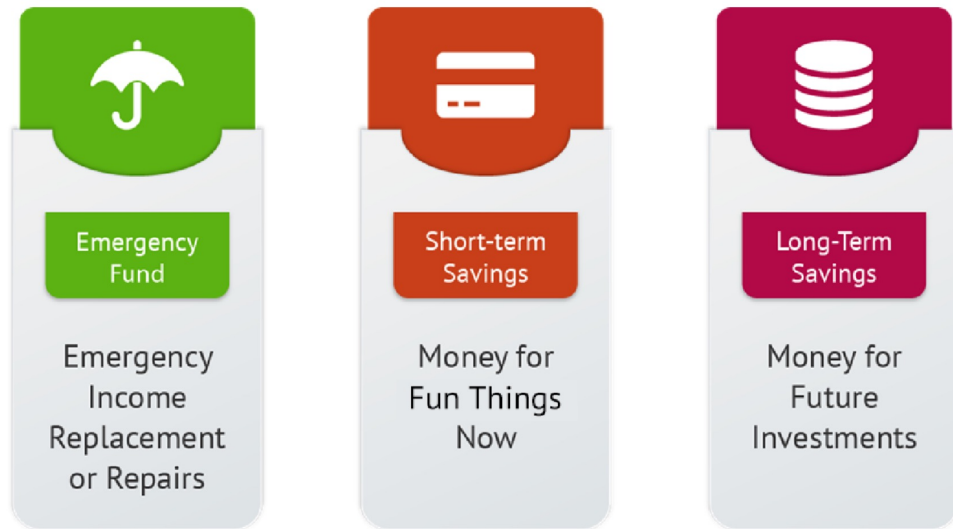 Emergency
Fund
Emergency
Income
Replacement
or Repairs
Short-term
Savings
Money for
Fun Things
Now
Long-Term
Savings
Money for
Future
Investments